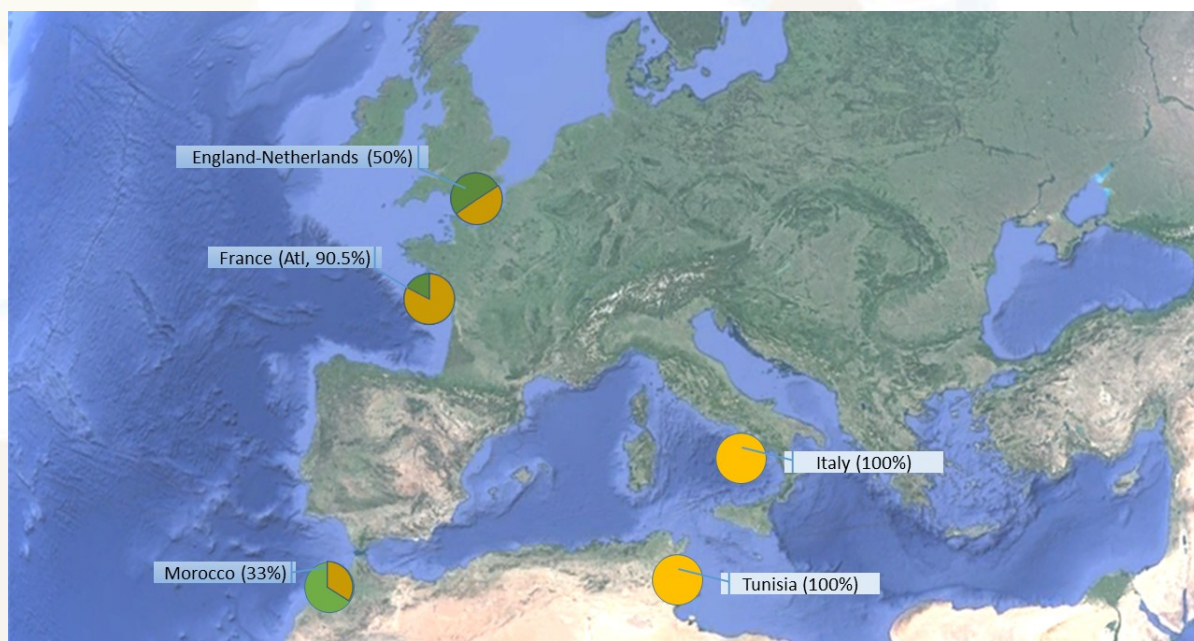 England-Netherlands (50%)
France (Atl, 90.5%)
Italy (100%)
Morocco (33%)
Tunisia (100%)